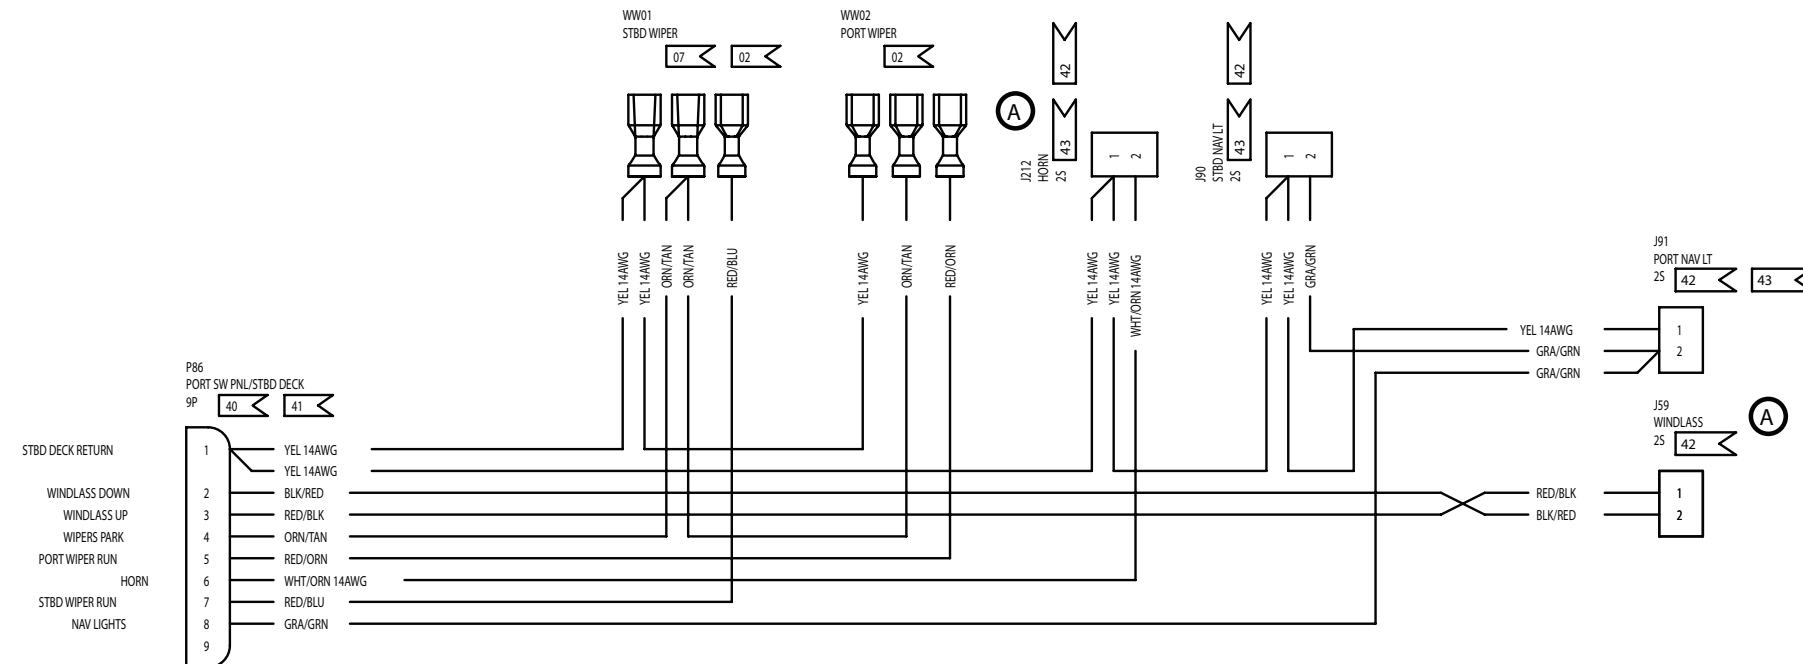 WW01
STBD WIPER
07
02
WW02
PORT WIPER
02
A
42
43
J212
HORN
2S
1
2
42
43
J90
STBD NAV LT
2S
1
2
YEL 14AWG
YEL 14AWG
ORN/TAN
ORN/TAN
RED/BLU
YEL 14AWG
ORN/TAN
RED/ORN
YEL 14AWG
YEL 14AWG
WHT/ORN 14AWG
YEL 14AWG
YEL 14AWG
GRA/GRN
J91
PORT NAV LT
2S
42
43
YEL 14AWG
1
GRA/GRN
2
GRA/GRN
J59
WINDLASS
2S
42
A
RED/BLK
1
BLK/RED
2
P86
PORT SW PNL/STBD DECK
9P
40
41
STBD DECK RETURN
1
YEL 14AWG
YEL 14AWG
WINDLASS DOWN
2
BLK/RED
WINDLASS UP
3
RED/BLK
WIPERS PARK
4
ORN/TAN
PORT WIPER RUN
5
RED/ORN
HORN
6
WHT/ORN 14AWG
STBD WIPER RUN
7
RED/BLU
NAV LIGHTS
8
GRA/GRN
9